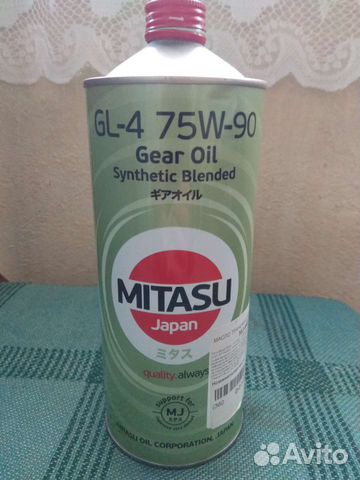 GL-4 75W-90
Gear Oil
Synthetic Blended
ギアオイル
MITASU
Japan
ミタス
quality.always
support for
MJ
MITASU OIL CORPORATION, JAPAN
МАСЛО
Avito